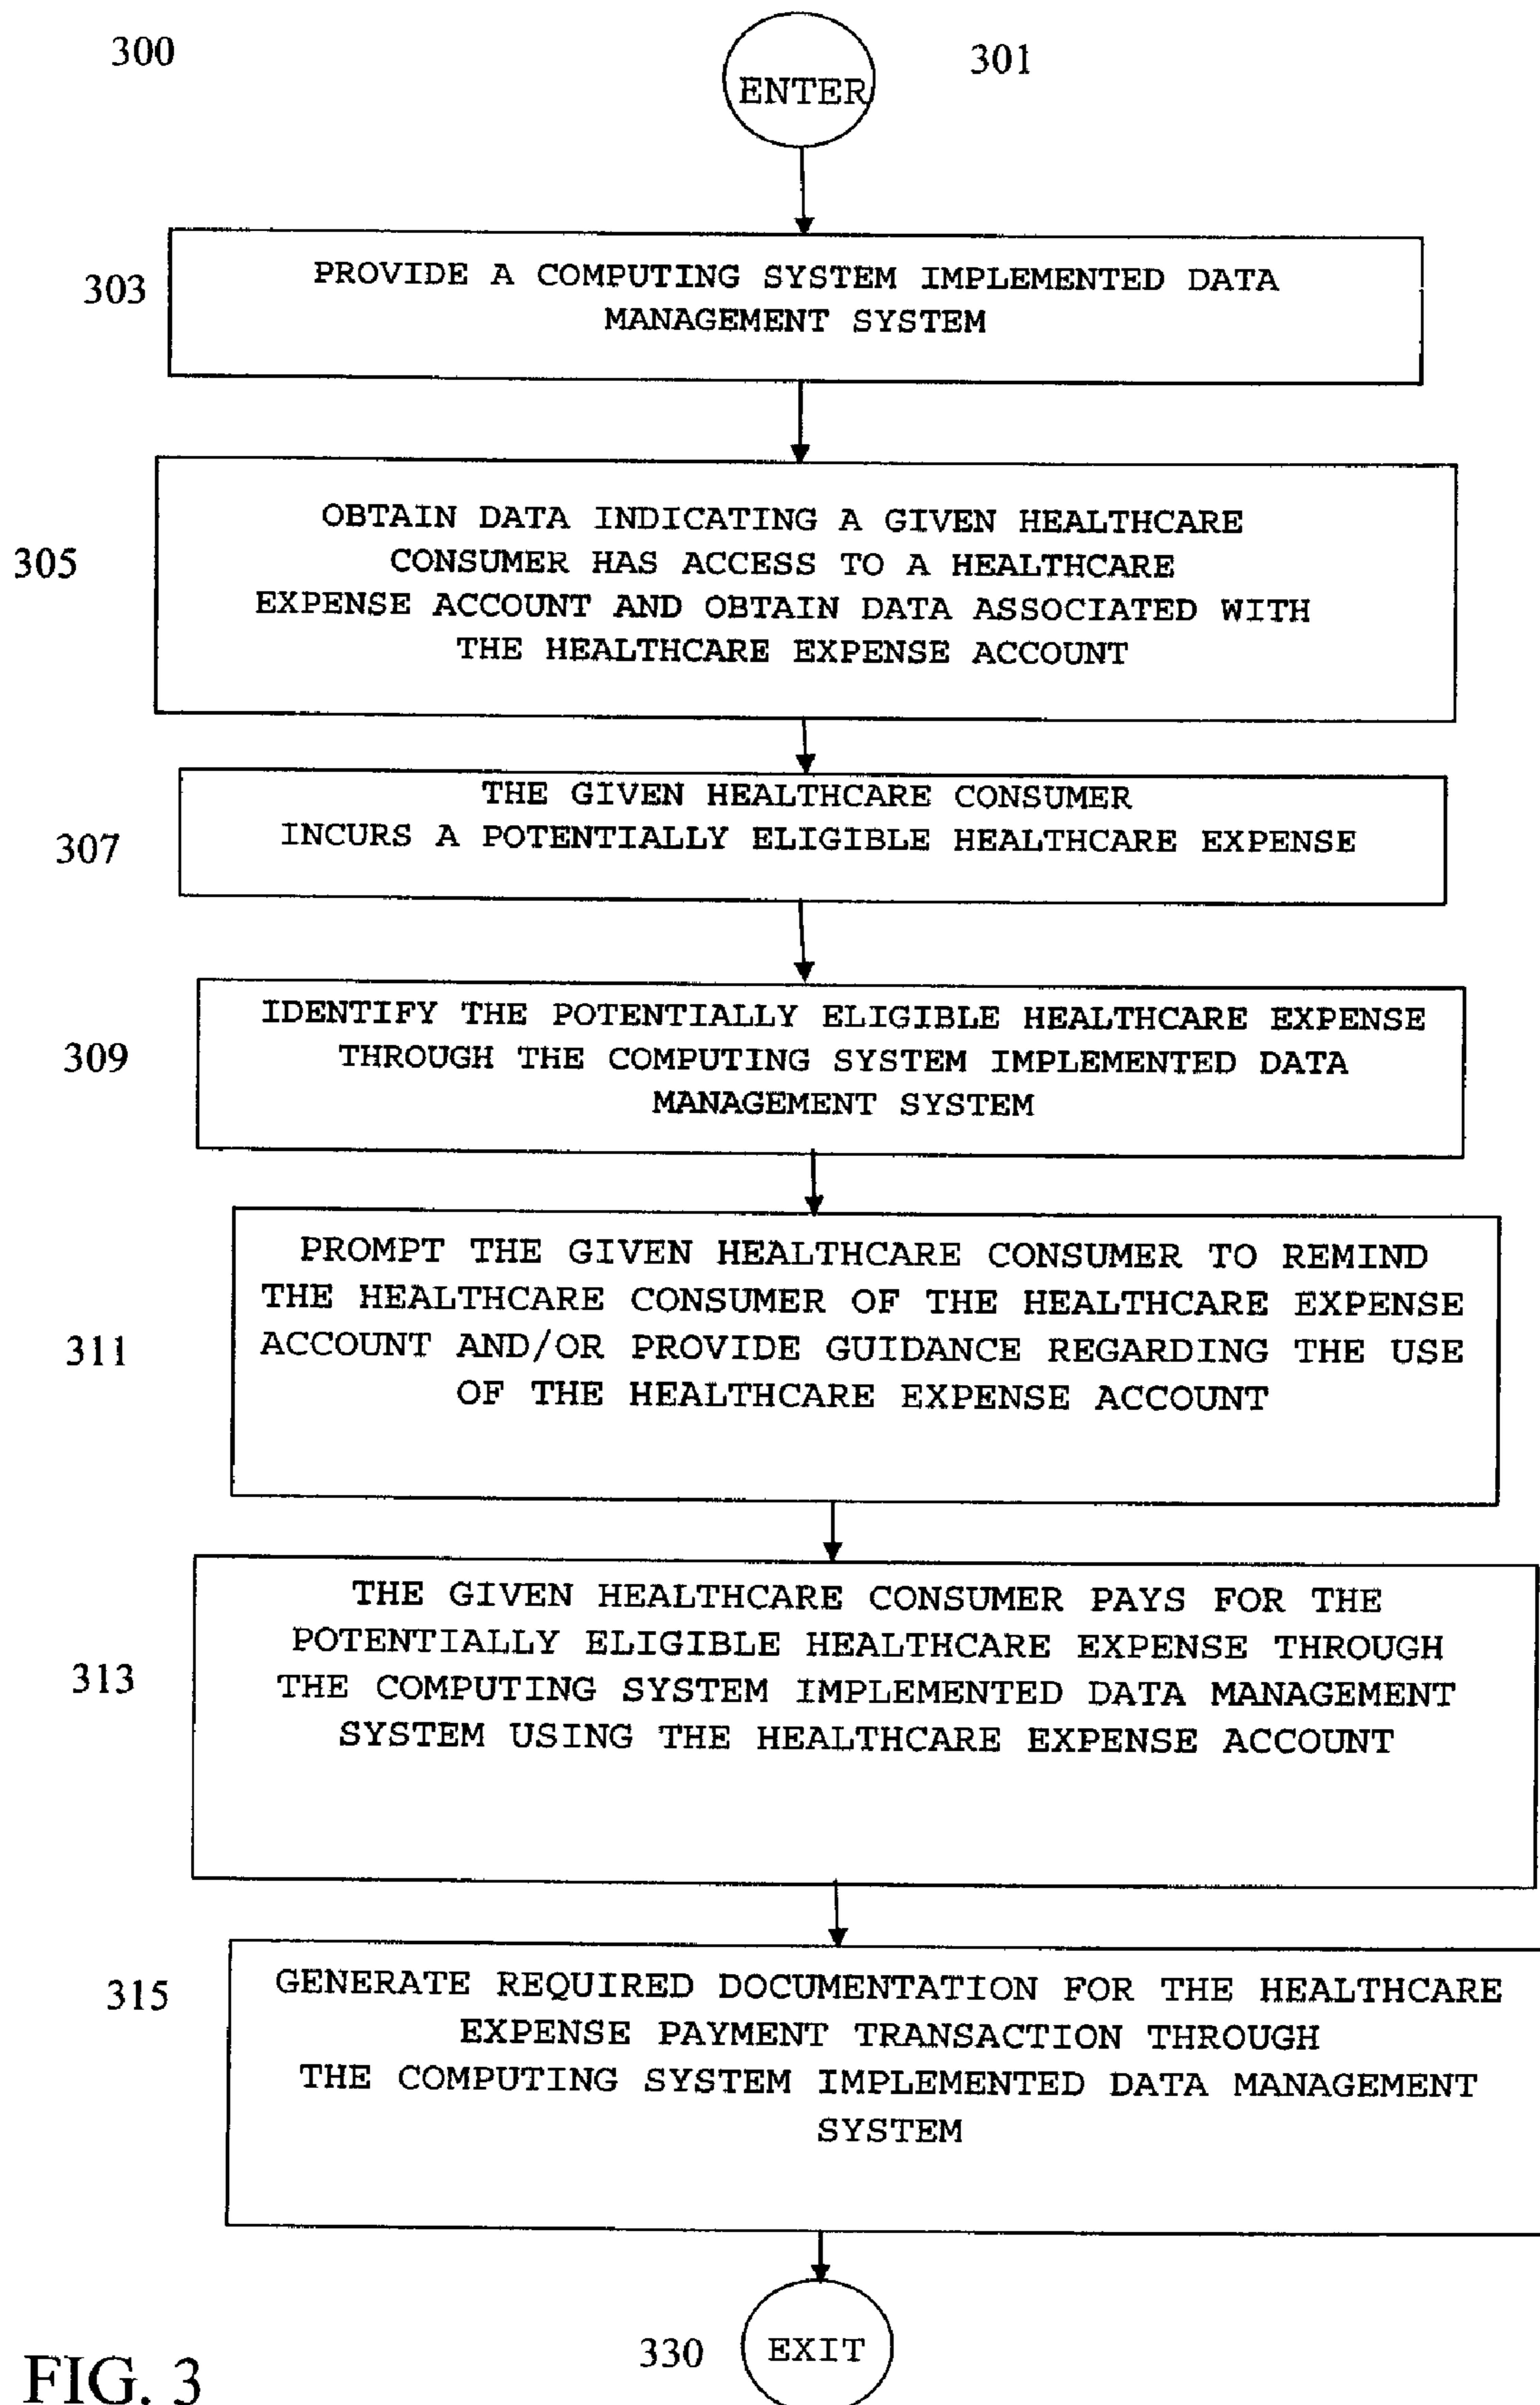 300
ENTER
301
303
PROVIDE A COMPUTING SYSTEM IMPLEMENTED DATA
MANAGEMENT SYSTEM
305
OBTAIN DATA INDICATING A GIVEN HEALTHCARE
CONSUMER HAS ACCESS TO A HEALTHCARE
EXPENSE ACCOUNT AND OBTAIN DATA ASSOCIATED WITH
THE HEALTHCARE EXPENSE ACCOUNT
307
THE GIVEN HEALTHCARE CONSUMER
INCURS A POTENTIALLY ELIGIBLE HEALTHCARE EXPENSE
309
IDENTIFY THE POTENTIALLY ELIGIBLE HEALTHCARE EXPENSE
THROUGH THE COMPUTING SYSTEM IMPLEMENTED DATA
MANAGEMENT SYSTEM
311
PROMPT THE GIVEN HEALTHCARE CONSUMER TO REMIND
THE HEALTHCARE CONSUMER OF THE HEALTHCARE EXPENSE
ACCOUNT AND/OR PROVIDE GUIDANCE REGARDING THE USE
OF THE HEALTHCARE EXPENSE ACCOUNT
313
THE GIVEN HEALTHCARE CONSUMER PAYS FOR THE
POTENTIALLY ELIGIBLE HEALTHCARE EXPENSE THROUGH
THE COMPUTING SYSTEM IMPLEMENTED DATA MANAGEMENT
SYSTEM USING THE HEALTHCARE EXPENSE ACCOUNT
315
GENERATE REQUIRED DOCUMENTATION FOR THE HEALTHCARE
EXPENSE PAYMENT TRANSACTION THROUGH
THE COMPUTING SYSTEM IMPLEMENTED DATA MANAGEMENT
SYSTEM
330
EXIT
FIG. 3